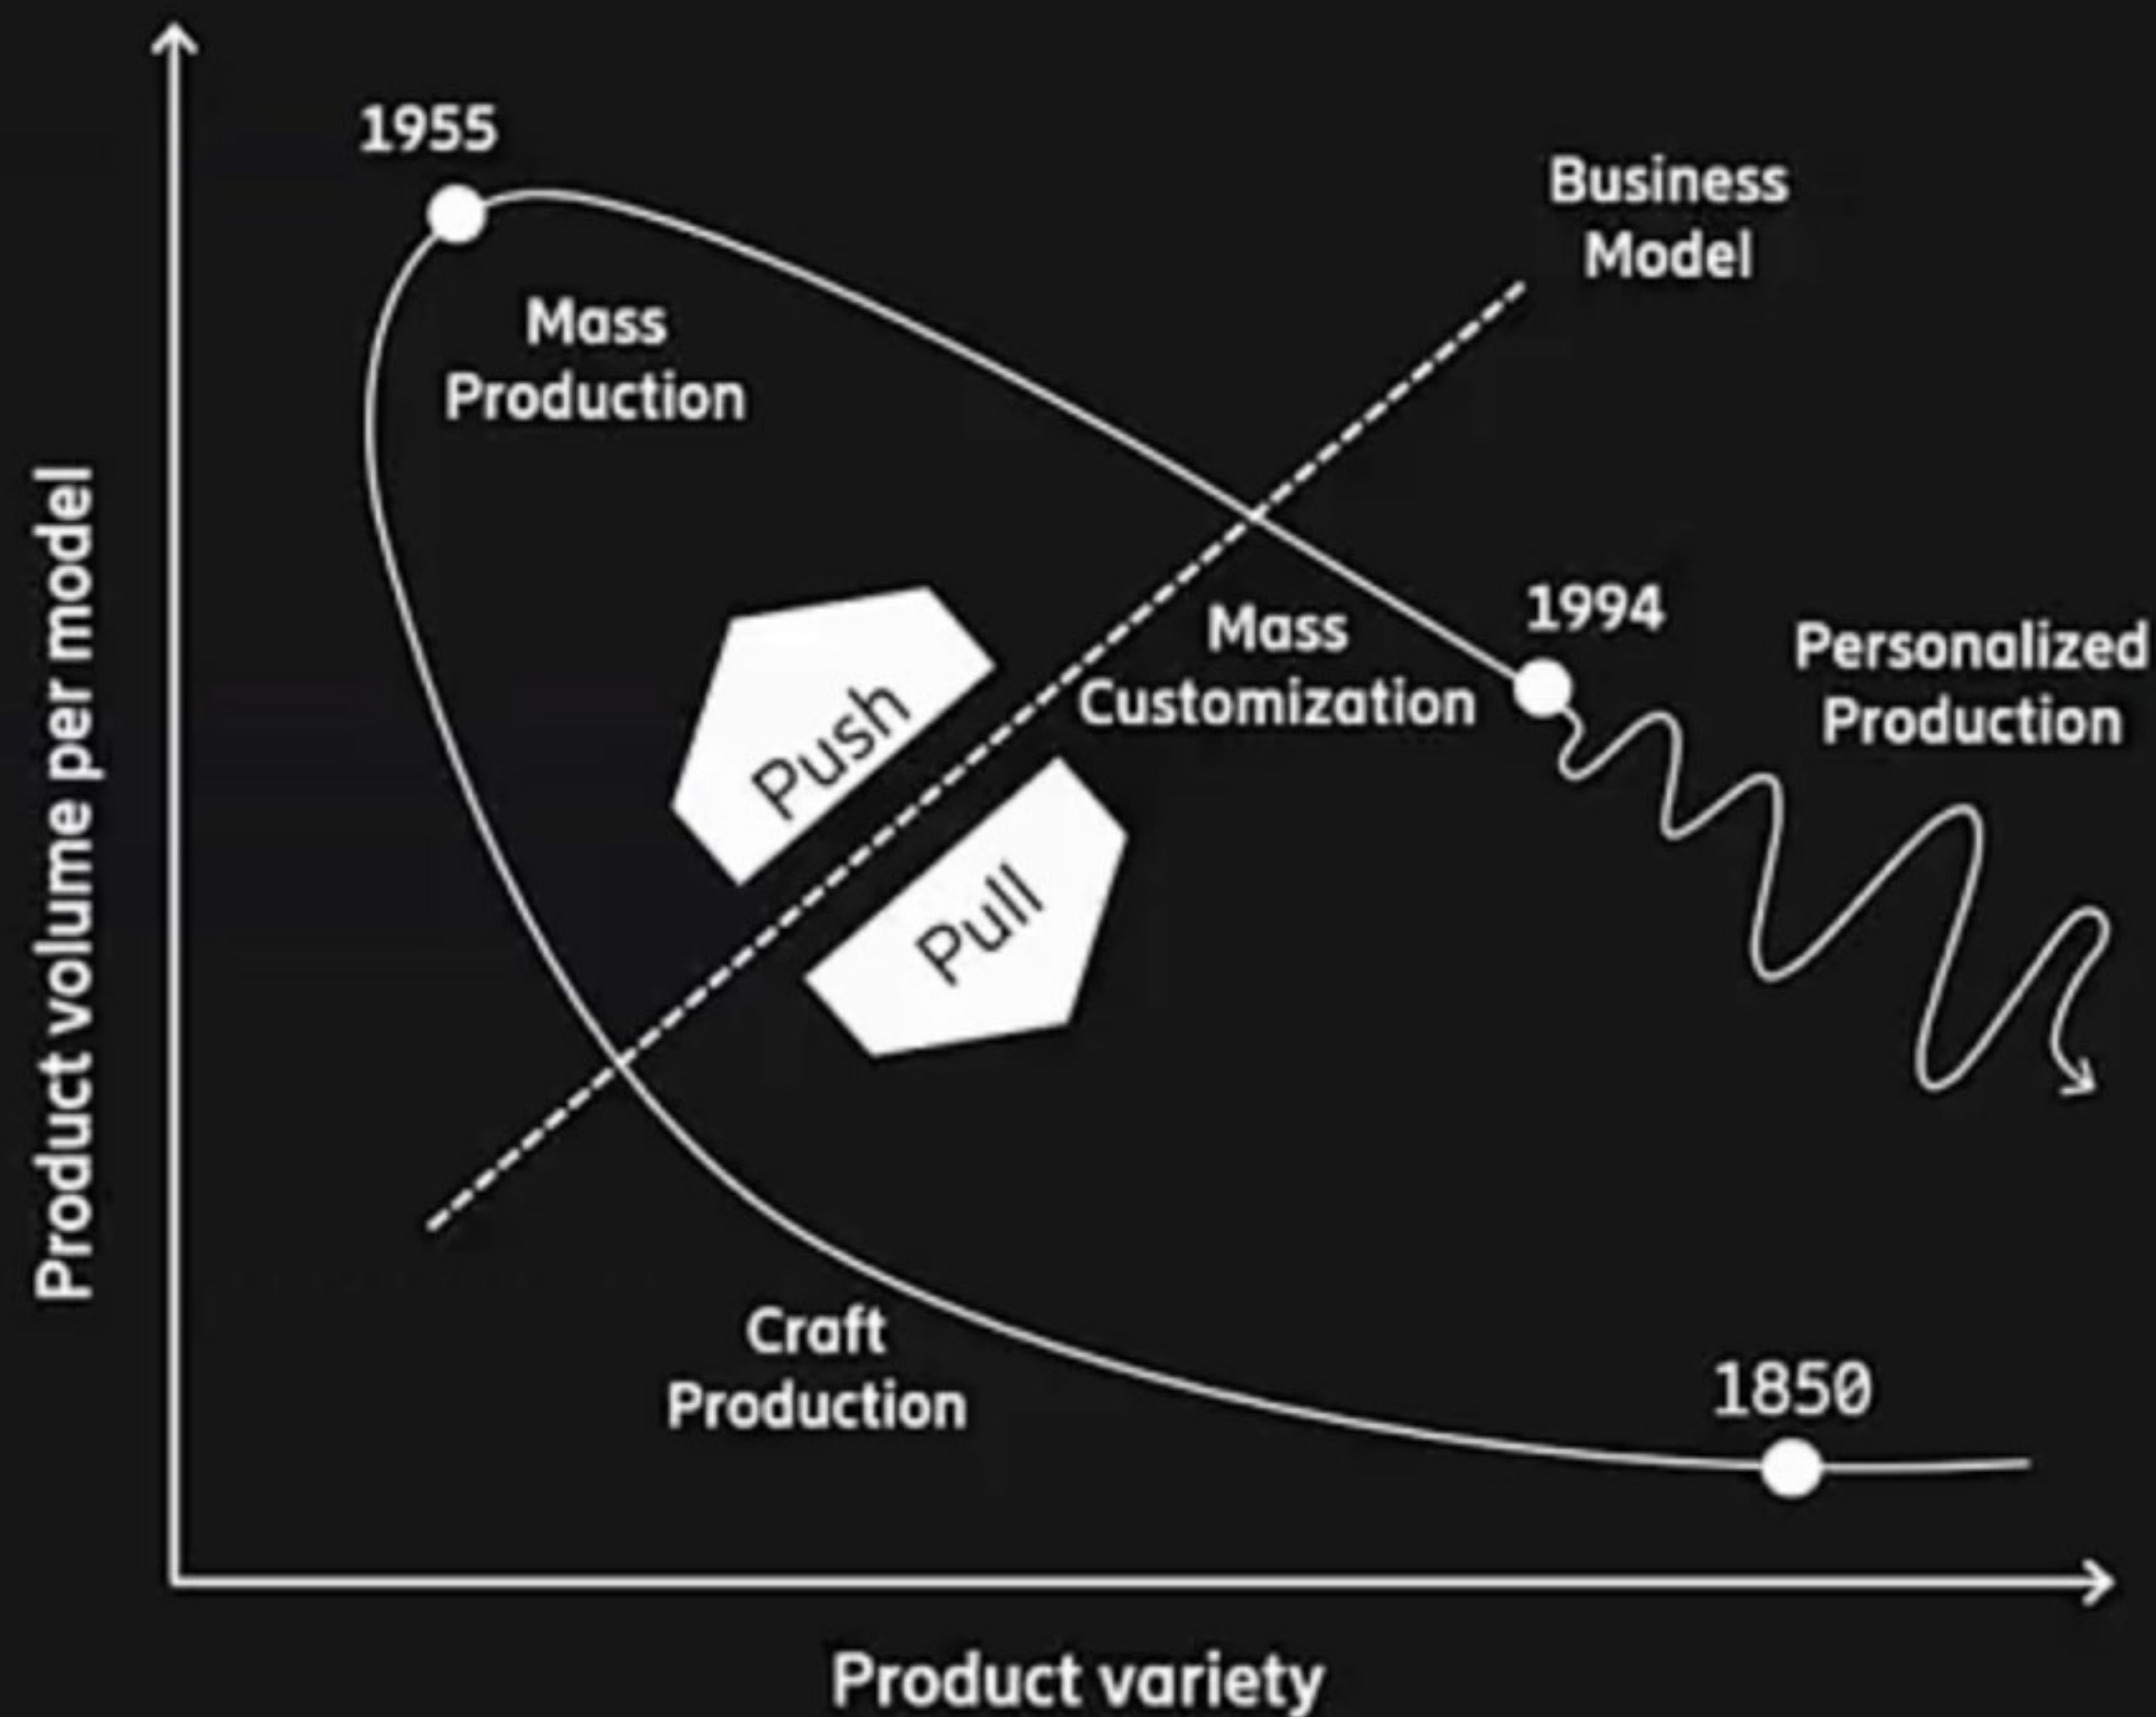 1955
Business
Model
Mass
Production
1994
Mass
Customization
Personalized
Production
Push
Pull
Product volume per model
Craft
Production
1850
Product variety